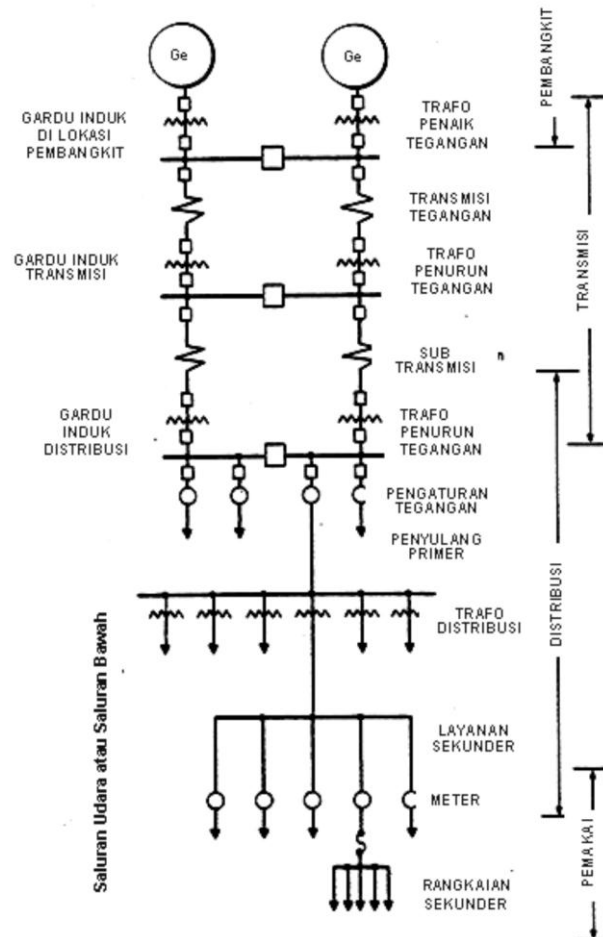 Ge
Ge
GARDU INDUK
DI LOKASI
PEMBANGKIT
TRAFO
PENAIK
TEGANGAN
PEMBANGKIT
TRANSMISI
TEGANGAN
GARDU INDUK
TRANSMISI
TRAFO
PENURUN
TEGANGAN
TRANSMISI
SUB
TRANSMISI
n
GARDU
INDUK
DISTRIBUSI
TRAFO
PENURUN
TEGANGAN
PENGATURAN
TEGANGAN
PENYULANG
PRIMER
TRAFO
DISTRIBUSI
DISTRIBUSI
Saluran Udara atau Saluran Bawah
LAYANAN
SEKUNDER
METER
PEMAKAI
RANGKAIAN
SEKUNDER